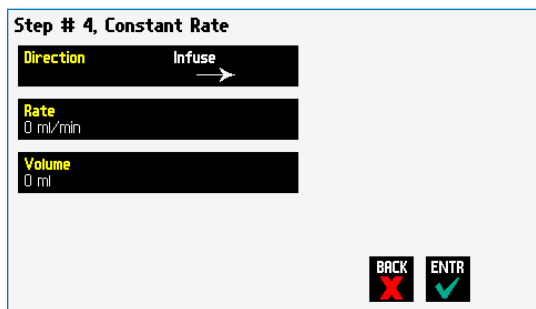 Step # 4, Constant Rate
Direction Infuse
Rate
0 ml/min
Volume
0 ml
BACK ENTR